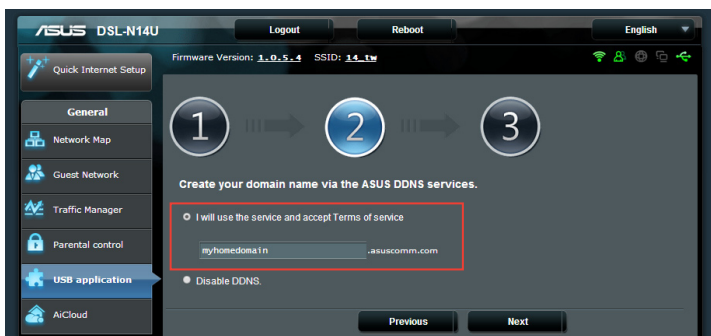 ASUS DSL-N14U Logout Reboot English
Quick Internet Setup
Firmware Version: 1.0.5.4 SSID: 14_tw
General
Network Map
Guest Network
Traffic Manager
Parental control
USB application
AiCloud
1 2 3
Create your domain name via the ASUS DDNS services.
I will use the service and accept Terms of service
myhomedomain .asuscomm.com
Disable DDNS.
Previous Next